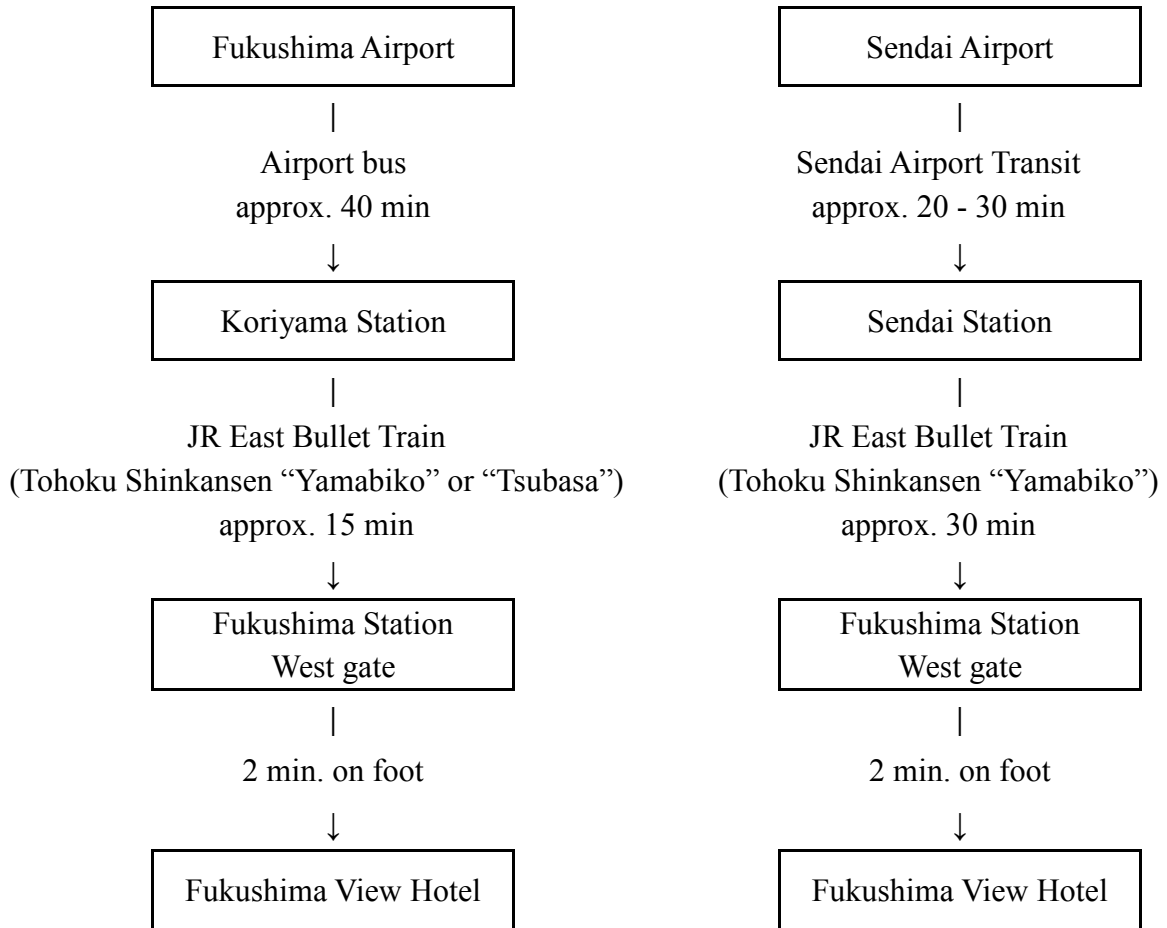 Fukushima Airport
|
Airport bus
approx. 40 min
↓
Koriyama Station
|
JR East Bullet Train
(Tohoku Shinkansen “Yamabiko” or “Tsubasa”)
approx. 15 min
↓
Fukushima Station
West gate
|
2 min. on foot
↓
Fukushima View Hotel
Sendai Airport
|
Sendai Airport Transit
approx. 20 - 30 min
↓
Sendai Station
|
JR East Bullet Train
(Tohoku Shinkansen “Yamabiko”)
approx. 30 min
↓
Fukushima Station
West gate
|
2 min. on foot
↓
Fukushima View Hotel